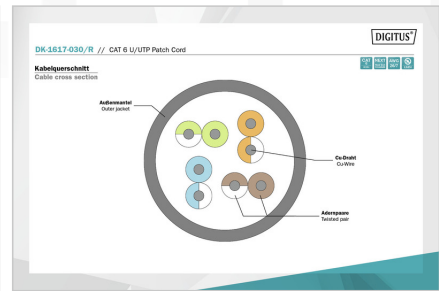 DIGITUS®
DK-1617-030/R // CAT 6 U/UTP Patch Cord
Kabelquerschnitt
Cable cross section
Außenmantel
Outer jacket
Cu-Draht
Cu-Wire
Adernpaare
Twisted pair